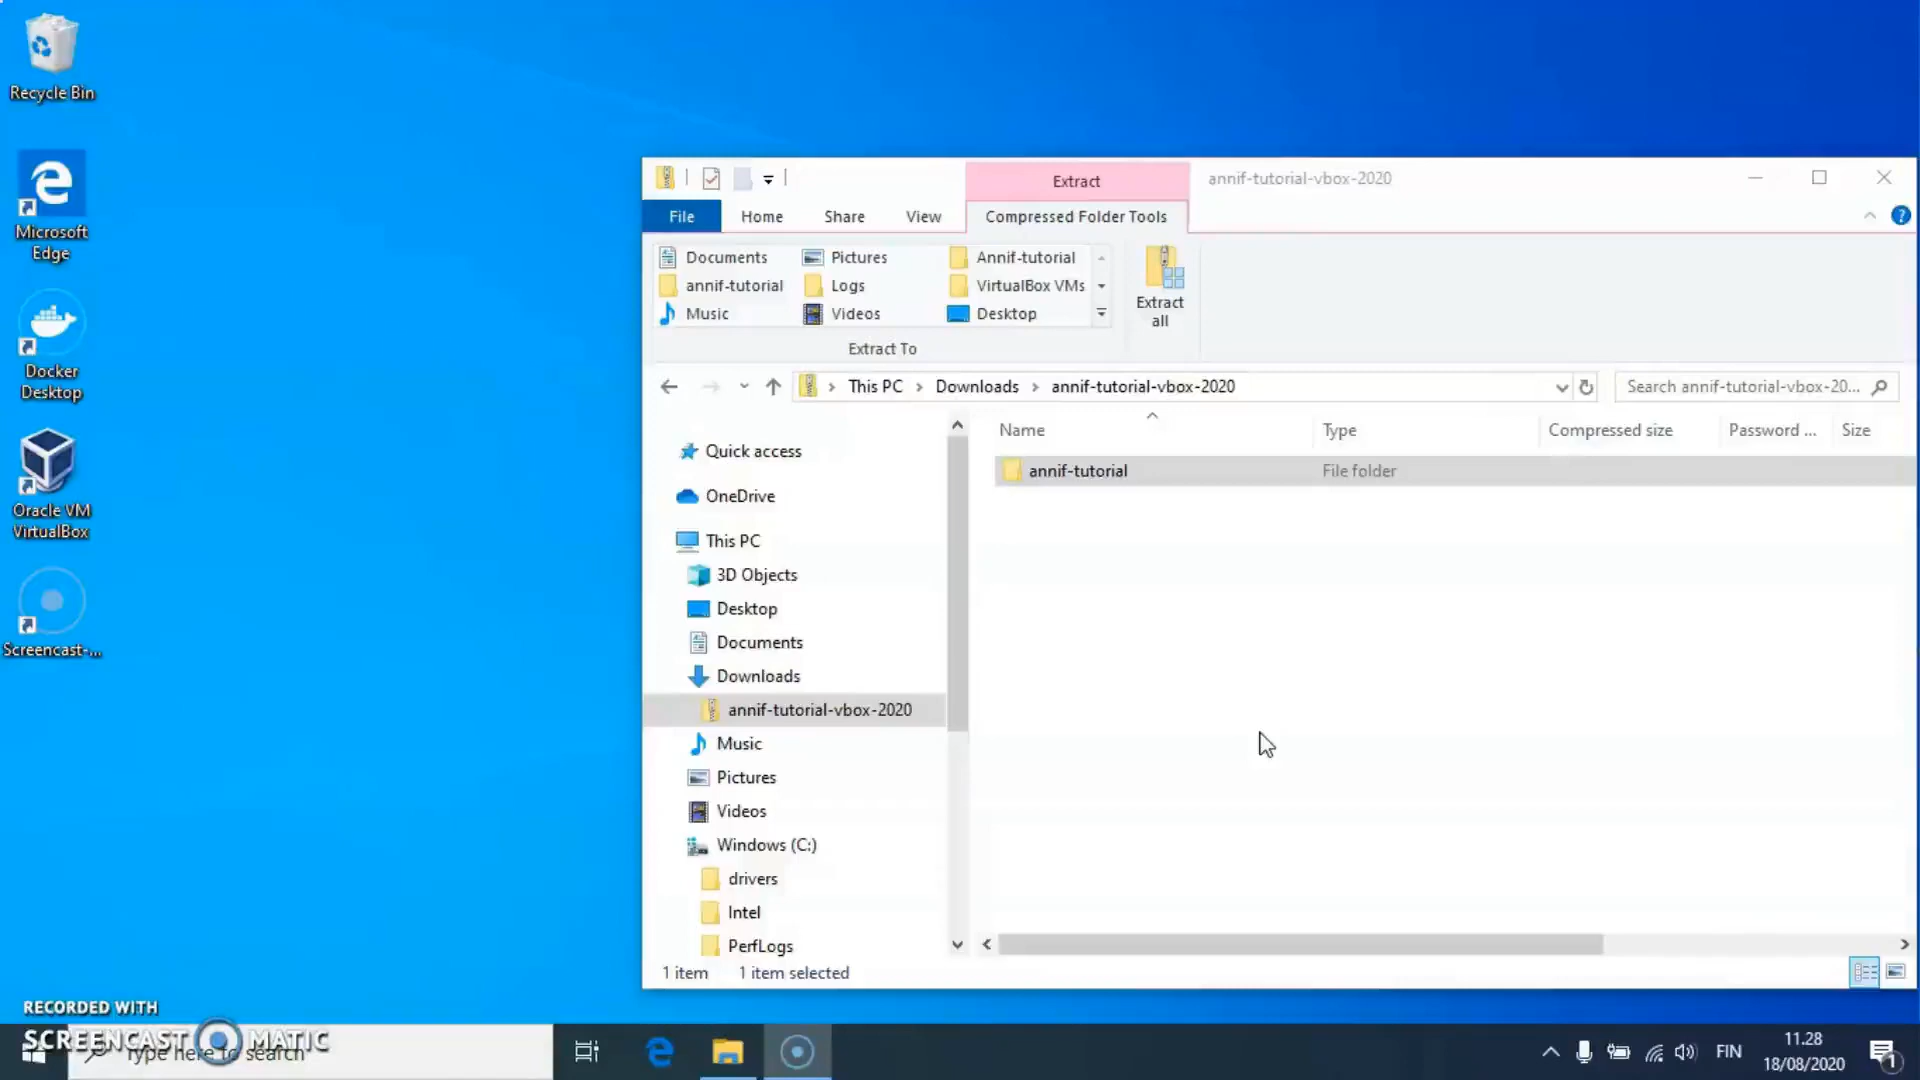 Recycle Bin
Microsoft
Edge
Docker
Desktop
Oracle VM
VirtualBox
Screencast-...
Extract
annif-tutorial-vbox-2020
File
Home
Share
View
Compressed Folder Tools
?
Documents
Pictures
Annif-tutorial
annif-tutorial
Logs
VirtualBox VMs
Music
Videos
Desktop
Extract
all
Extract To
This PC
Downloads
annif-tutorial-vbox-2020
Search annif-tutorial-vbox-20...
Quick access
OneDrive
This PC
3D Objects
Desktop
Documents
Downloads
annif-tutorial-vbox-2020
Music
Pictures
Videos
Windows (C:)
drivers
Intel
PerfLogs
Name
Type
Compressed size
Password ...
Size
annif-tutorial
File folder
1 item
1 item selected
RECORDED WITH
SCREENCAST MATIC
Type here to search
FIN
11.28
18/08/2020
1